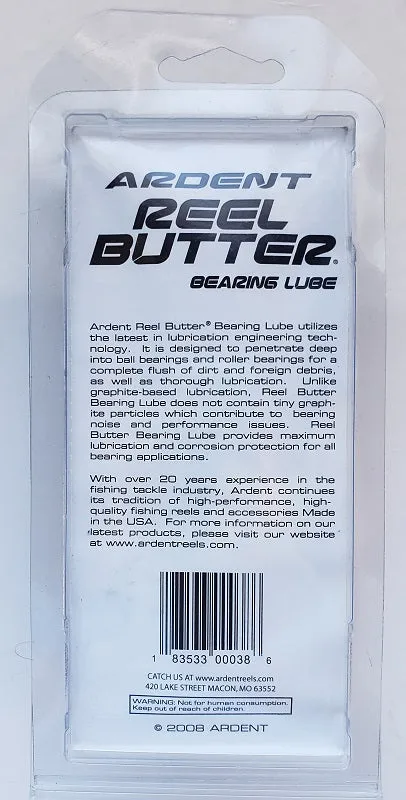 ARDENT
REEL
BUTTER®
BEARING LUBE
Ardent Reel Butter® Bearing Lube utilizes
the latest in lubrication engineering tech-
nology. It is designed to penetrate deep
into ball bearings and roller bearings for a
complete flush of dirt and foreign debris,
as well as thorough lubrication. Unlike
graphite-based lubrication, Reel Butter
Bearing Lube does not contain tiny graph-
ite particles which contribute to bearing
noise and performance issues. Reel
Butter Bearing Lube provides maximum
lubrication and corrosion protection for all
bearing applications.
With over 20 years experience in the
fishing tackle industry, Ardent continues
its tradition of high-performance, high-
quality fishing reels and accessories Made
in the USA. For more information on our
latest products, please visit our website
at www.ardentreels.com.
1 83533 00038 6
CATCH US AT www.ardentreels.com
420 LAKE STREET MACON, MO 63552
WARNING: Not for human consumption.
Keep out of reach of children.
© 2008 ARDENT